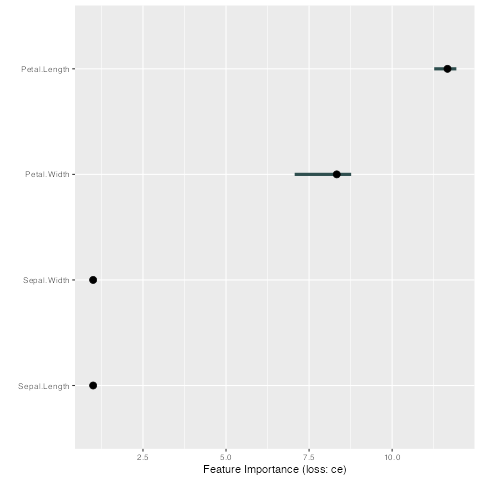 Petal.Length
Petal.Width
Sepal.Width
Sepal.Length
2.5 5.0 7.5 10.0
Feature Importance (loss: ce)